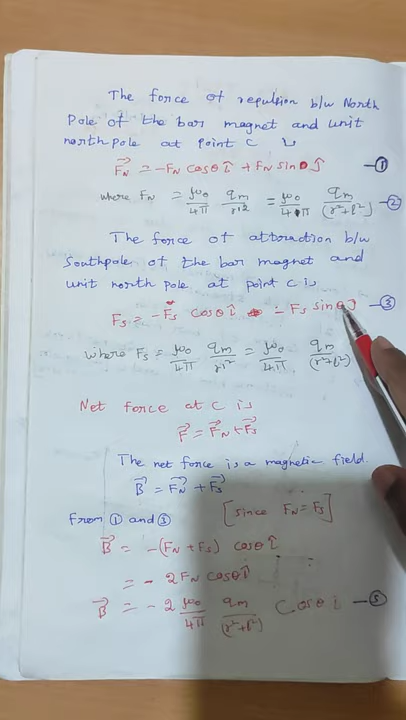 The force of repulsion b/w North
Pole of the bar magnet and unit
north pole at point C is
F⃗N = -FN cosθ î + FN sinθ ĵ —①
where FN = μ₀/4π qm/r'² = μ₀/4π qm/(r²+l²) —②
The force of attraction b/w
Southpole of the bar magnet and
unit north pole at point C is
F⃗s = -Fs cosθ î - Fs sinθ ĵ —③
where Fs = μ₀/4π qm/r'² = μ₀/4π qm/(r²+l²)
Net force at C is
F⃗ = F⃗N + F⃗s
The net force is a magnetic field.
B⃗ = F⃗N + F⃗s
From ① and ③ [since FN = Fs]
B⃗ = -(FN + Fs) cosθ î
= - 2FN cosθ î
B⃗ = - 2 μ₀/4π qm/(r²+l²) cosθ î —⑤